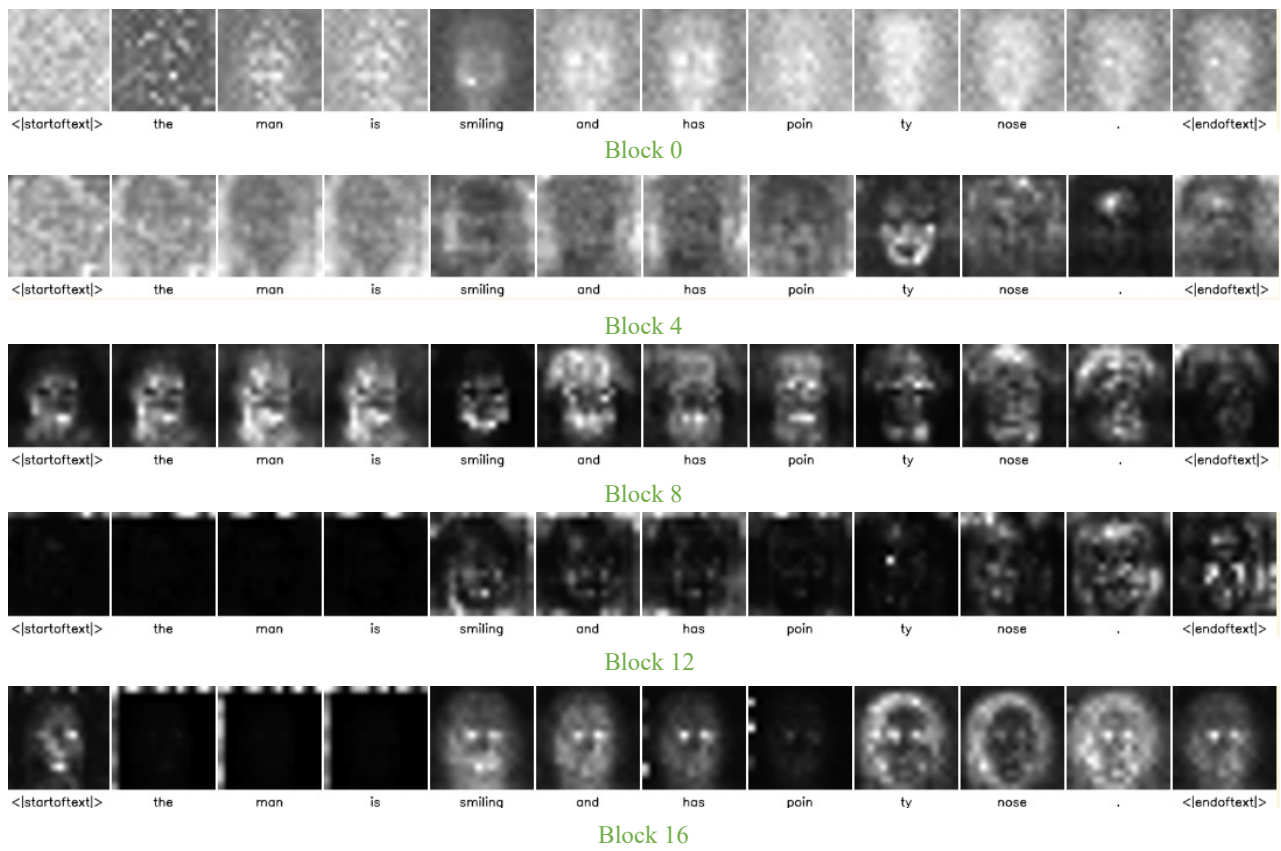 <|startoftext|> the man is smiling and has poin ty nose . <|endoftext|>
Block 0
<|startoftext|> the man is smiling and has poin ty nose . <|endoftext|>
Block 4
<|startoftext|> the man is smiling and has poin ty nose . <|endoftext|>
Block 8
<|startoftext|> the man is smiling and has poin ty nose . <|endoftext|>
Block 12
<|startoftext|> the man is smiling and has poin ty nose . <|endoftext|>
Block 16